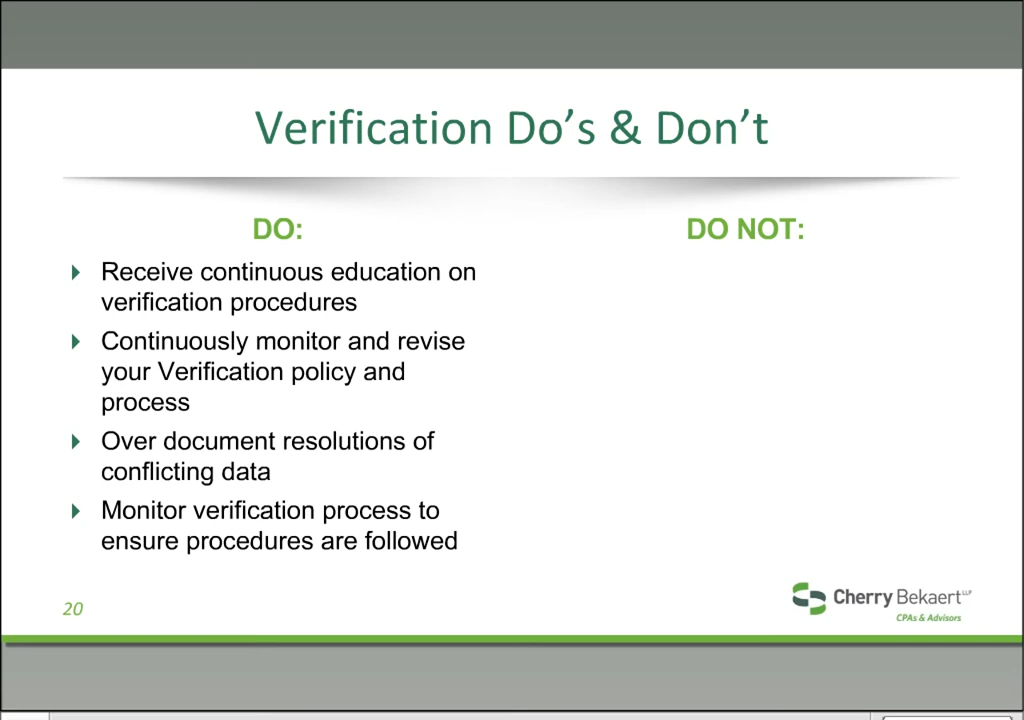 Verification Do’s & Don’t
DO:
Receive continuous education on
verification procedures
Continuously monitor and revise
your Verification policy and
process
Over document resolutions of
conflicting data
Monitor verification process to
ensure procedures are followed
DO NOT:
20
Cherry Bekaert LLP
CPAs & Advisors